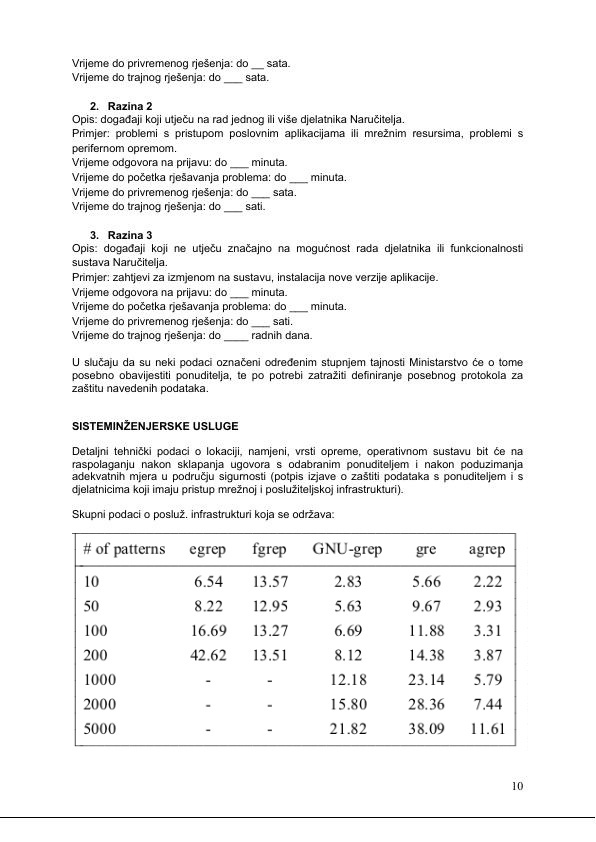 Vrijeme do privremenog rješenja: do __ sata.
Vrijeme do trajnog rješenja: do ___ sata.
2. Razina 2
Opis: događaji koji utječu na rad jednog ili više djelatnika Naručitelja.
Primjer: problemi s pristupom poslovnim aplikacijama ili mrežnim resursima, problemi s
perifernom opremom.
Vrijeme odgovora na prijavu: do ___ minuta.
Vrijeme do početka rješavanja problema: do ___ minuta.
Vrijeme do privremenog rješenja: do ___ sata.
Vrijeme do trajnog rješenja: do ___ sati.
3. Razina 3
Opis: događaji koji ne utječu značajno na mogućnost rada djelatnika ili funkcionalnosti
sustava Naručitelja.
Primjer: zahtjevi za izmjenom na sustavu, instalacija nove verzije aplikacije.
Vrijeme odgovora na prijavu: do ___ minuta.
Vrijeme do početka rješavanja problema: do ___ minuta.
Vrijeme do privremenog rješenja: do ___ sati.
Vrijeme do trajnog rješenja: do ____ radnih dana.
U slučaju da su neki podaci označeni određenim stupnjem tajnosti Ministarstvo će o tome
posebno obavijestiti ponuditelja, te po potrebi zatražiti definiranje posebnog protokola za
zaštitu navedenih podataka.
SISTEMINŽENJERSKE USLUGE
Detaljni tehnički podaci o lokaciji, namjeni, vrsti opreme, operativnom sustavu bit će na
raspolaganju nakon sklapanja ugovora s odabranim ponuditeljem i nakon poduzimanja
adekvatnih mjera u području sigurnosti (potpis izjave o zaštiti podataka s ponuditeljem i s
djelatnicima koji imaju pristup mrežnoj i poslužiteljskoj infrastrukturi).
Skupni podaci o posluž. infrastrukturi koja se održava:
# of patterns egrep fgrep GNU-grep gre agrep
10 6.54 13.57 2.83 5.66 2.22
50 8.22 12.95 5.63 9.67 2.93
100 16.69 13.27 6.69 11.88 3.31
200 42.62 13.51 8.12 14.38 3.87
1000 - - 12.18 23.14 5.79
2000 - - 15.80 28.36 7.44
5000 - - 21.82 38.09 11.61
10